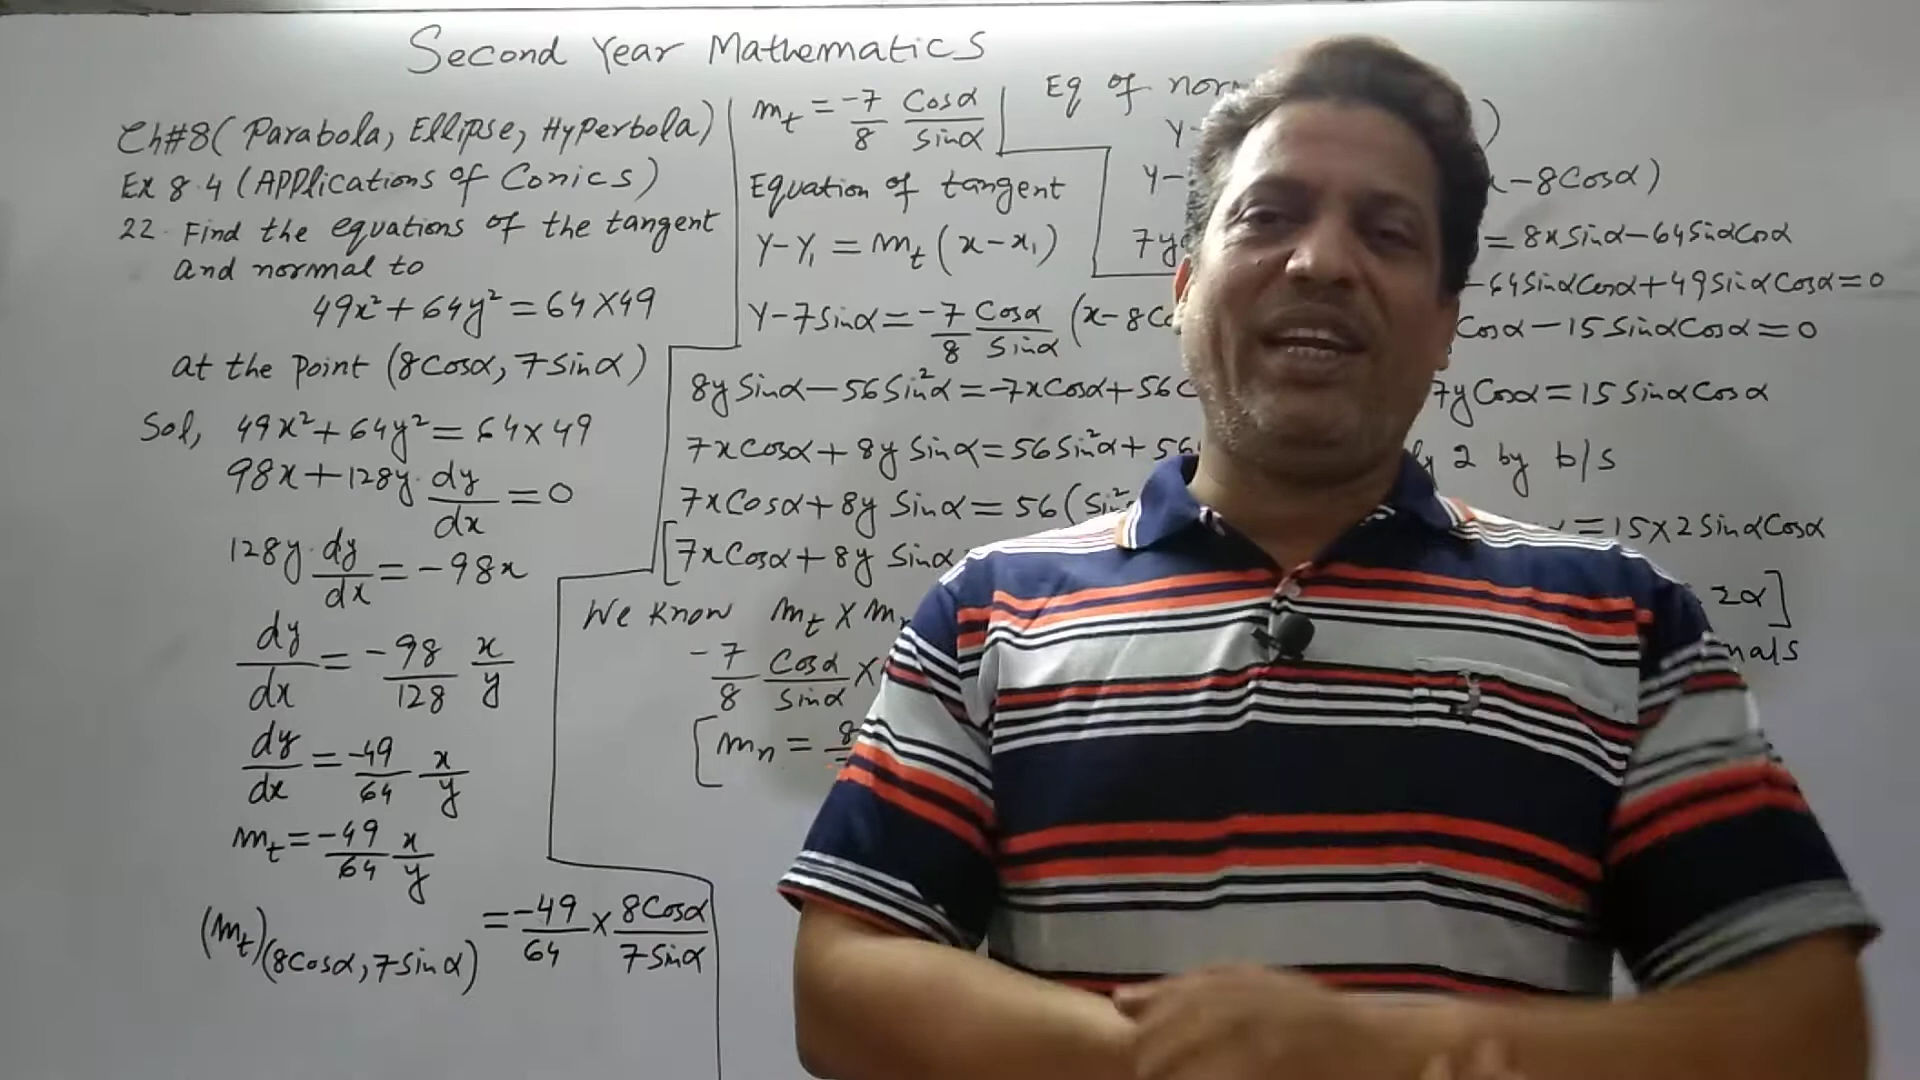 Second Year Mathematics
Ch#8 (Parabola, Ellipse, Hyperbola)
Ex 8.4 (Applications of Conics)
22. Find the equations of the tangent
and normal to
49x² + 64y² = 64×49
at the point (8Cosα, 7Sinα)
Sol, 49x² + 64y² = 64×49
98x + 128y. dy/dx = 0
128y. dy/dx = -98x
dy/dx = -98/128 x/y
dy/dx = -49/64 x/y
m_t = -49/64 x/y
(m_t)_(8Cosα, 7Sinα) = -49/64 × 8Cosα/7Sinα
m_t = -7/8 Cosα/Sinα
Equation of tangent
Y-Y₁ = m_t (x-x₁)
Y-7Sinα = -7/8 Cosα/Sinα (x-8C
8y Sinα - 56Sin²α = -7xCosα + 56C
7xCosα + 8y Sinα = 56Sin²α + 56
7xCosα + 8y Sinα = 56(Sin²
[7xCosα + 8y Sinα
We Know m_t × m
-7/8 Cosα/Sinα ×
[m_n = 8
Eq of nor
Y-
)
Y-
x-8Cosα)
7y
= 8xSinα - 64SinαCosα
-64SinαCosα + 49SinαCosα = 0
Cosα - 15SinαCosα = 0
7yCosα = 15SinαCosα
2 by b/s
= 15×2SinαCosα
2α]
nals